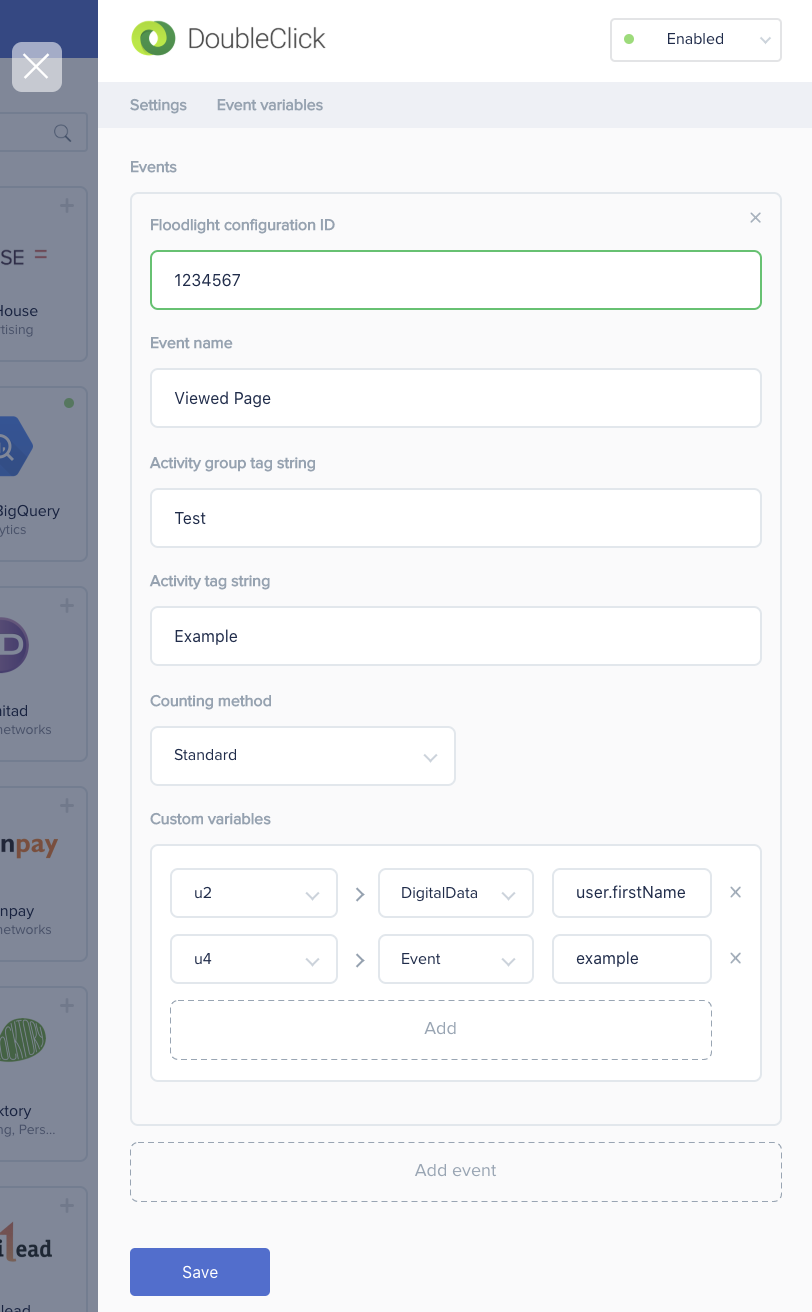 DoubleClick
Enabled
Settings Event variables
Events
Floodlight configuration ID
1234567
Event name
Viewed Page
Activity group tag string
Test
Activity tag string
Example
Counting method
Standard
Custom variables
u2 DigitalData user.firstName
u4 Event example
Add
Add event
Save
SE
House
tising
BigQuery
ytics
D
itad
networks
npay
npay
networks
ktory
ng, Pers...
lead
lead